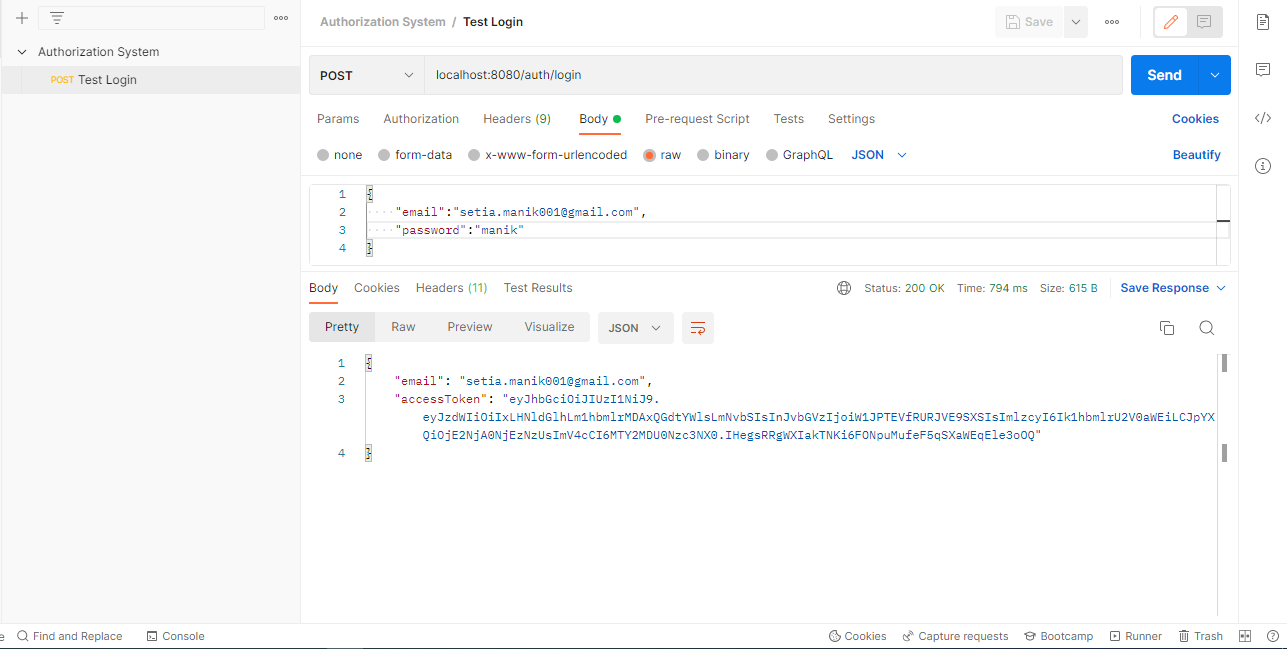 Authorization System / Test Login
Save
Authorization System
POST Test Login
POST
localhost:8080/auth/login
Send
Params Authorization Headers (9) Body Pre-request Script Tests Settings Cookies
none form-data x-www-form-urlencoded raw binary GraphQL JSON Beautify
1 {
2 ····"email":"setia.manik001@gmail.com",
3 ····"password":"manik"
4 }
Body Cookies Headers (11) Test Results Status: 200 OK Time: 794 ms Size: 615 B Save Response
Pretty Raw Preview Visualize JSON
1 {
2 "email": "setia.manik001@gmail.com",
3 "accessToken": "eyJhbGciOiJIUzI1NiJ9.
eyJzdWIiOiIxLHNldGlhLm1hbmlrMDAxQGdtYWlsLmNvbSIsInJvbGVzIjoiW1JPTEVfRURJVE9SXSIsImlzcyI6Ik1hbmlrU2V0aWEiLCJpYX
QiOjE2NjA0NjEzNzUsImV4cCI6MTY2MDU0Nzc3NX0.IHegsRRgWXIakTNKi6FONpuMufeF5qSXaWEqEle3oOQ"
4 }
Find and Replace Console Cookies Capture requests Bootcamp Runner Trash